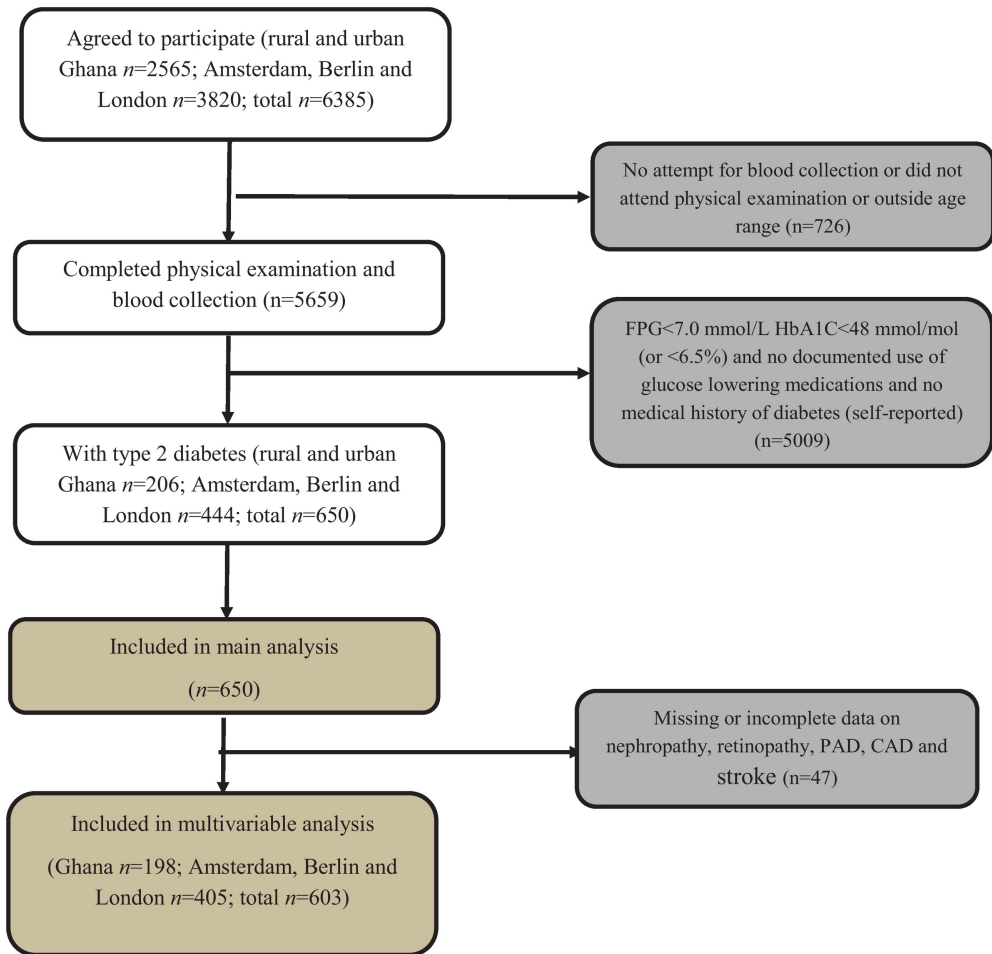 Agreed to participate (rural and urban
Ghana n=2565; Amsterdam, Berlin and
London n=3820; total n=6385)
No attempt for blood collection or did not
attend physical examination or outside age
range (n=726)
Completed physical examination and
blood collection (n=5659)
FPG<7.0 mmol/L HbA1C<48 mmol/mol
(or <6.5%) and no documented use of
glucose lowering medications and no
medical history of diabetes (self-reported)
(n=5009)
With type 2 diabetes (rural and urban
Ghana n=206; Amsterdam, Berlin and
London n=444; total n=650)
Included in main analysis
(n=650)
Missing or incomplete data on
nephropathy, retinopathy, PAD, CAD and
stroke (n=47)
Included in multivariable analysis
(Ghana n=198; Amsterdam, Berlin and
London n=405; total n=603)